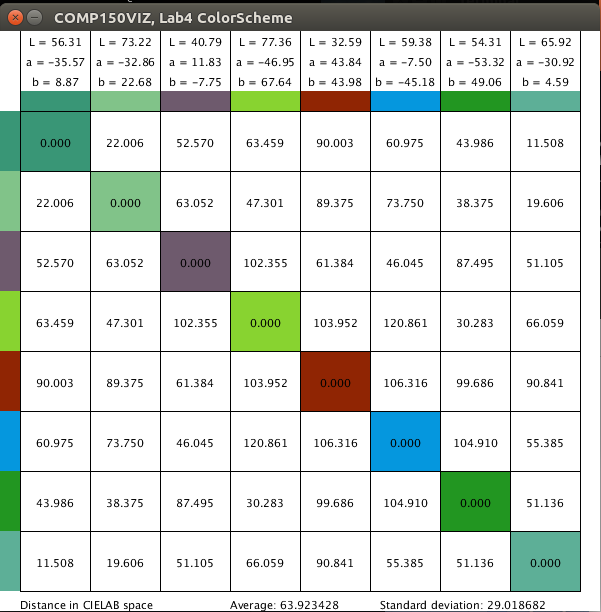 COMP150VIZ, Lab4 ColorScheme
L = 56.31 L = 73.22 L = 40.79 L = 77.36 L = 32.59 L = 59.38 L = 54.31 L = 65.92
a = −35.57 a = −32.86 a = 11.83 a = −46.95 a = 43.84 a = −7.50 a = −53.32 a = −30.92
b = 8.87 b = 22.68 b = −7.75 b = 67.64 b = 43.98 b = −45.18 b = 49.06 b = 4.59
0.000 22.006 52.570 63.459 90.003 60.975 43.986 11.508
22.006 0.000 63.052 47.301 89.375 73.750 38.375 19.606
52.570 63.052 0.000 102.355 61.384 46.045 87.495 51.105
63.459 47.301 102.355 0.000 103.952 120.861 30.283 66.059
90.003 89.375 61.384 103.952 0.000 106.316 99.686 90.841
60.975 73.750 46.045 120.861 106.316 0.000 104.910 55.385
43.986 38.375 87.495 30.283 99.686 104.910 0.000 51.136
11.508 19.606 51.105 66.059 90.841 55.385 51.136 0.000
Distance in CIELAB space Average: 63.923428 Standard deviation: 29.018682